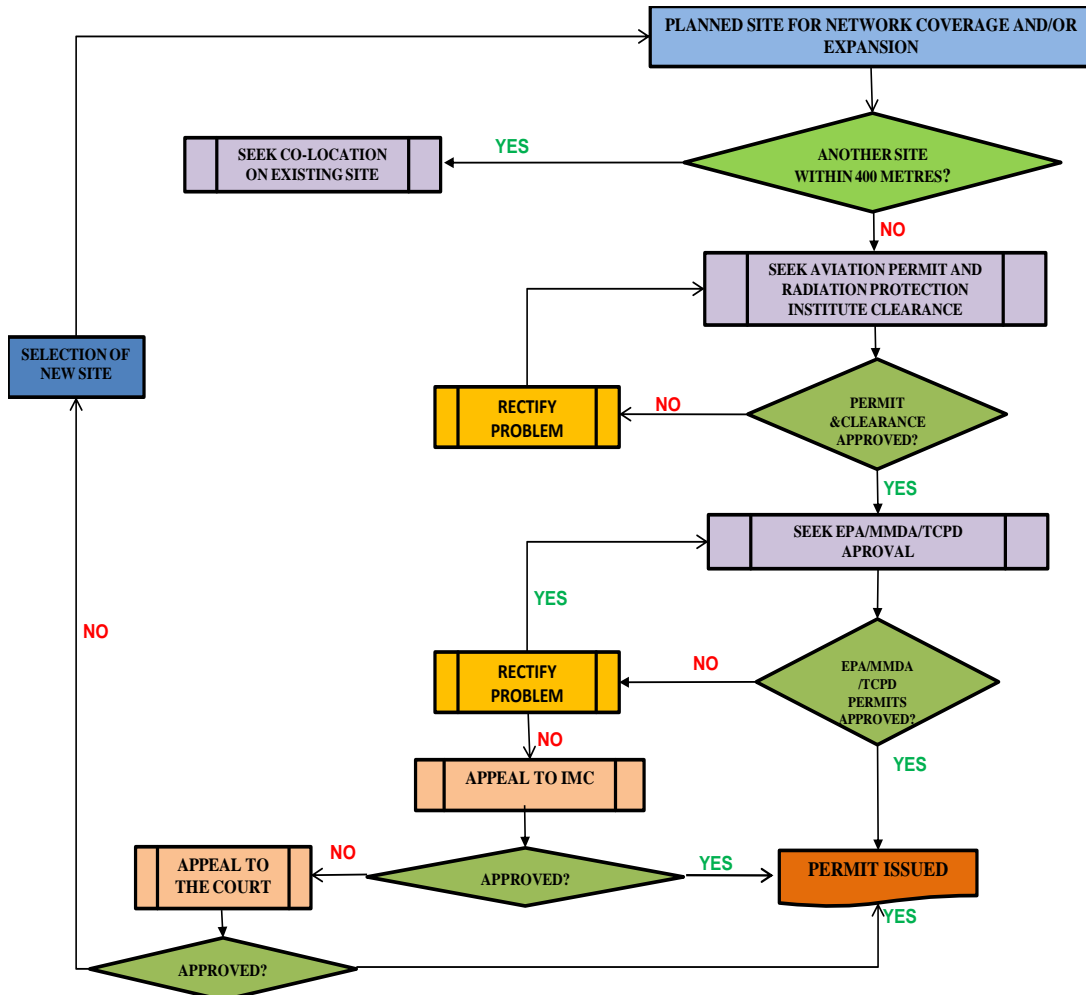 PLANNED SITE FOR NETWORK COVERAGE AND/OR
EXPANSION
YES
SEEK CO-LOCATION
ON EXISTING SITE
ANOTHER SITE
WITHIN 400 METRES?
NO
SEEK AVIATION PERMIT AND
RADIATION PROTECTION
INSTITUTE CLEARANCE
SELECTION OF
NEW SITE
RECTIFY
PROBLEM
NO
PERMIT
&CLEARANCE
APPROVED?
YES
SEEK EPA/MMDA/TCPD
APROVAL
YES
NO
RECTIFY
PROBLEM
NO
EPA/MMDA
/TCPD
PERMITS
APPROVED?
NO
YES
APPEAL TO IMC
NO
APPEAL TO
THE COURT
APPROVED?
YES
PERMIT ISSUED
YES
APPROVED?